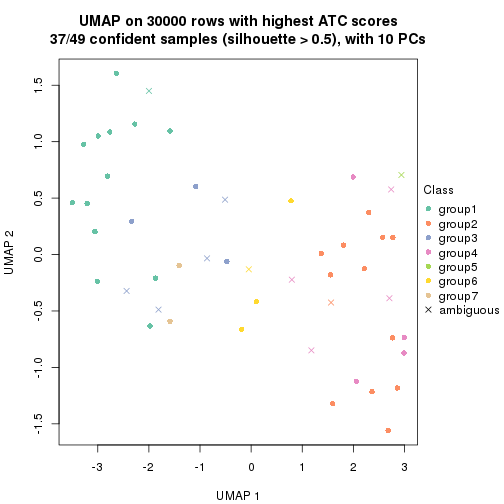 UMAP on 30000 rows with highest ATC scores
37/49 confident samples (silhouette > 0.5), with 10 PCs
1.5
1.0
0.5
0.0
-0.5
-1.0
-1.5
UMAP 2
-3 -2 -1 0 1 2 3
UMAP 1
Class
group1
group2
group3
group4
group5
group6
group7
ambiguous